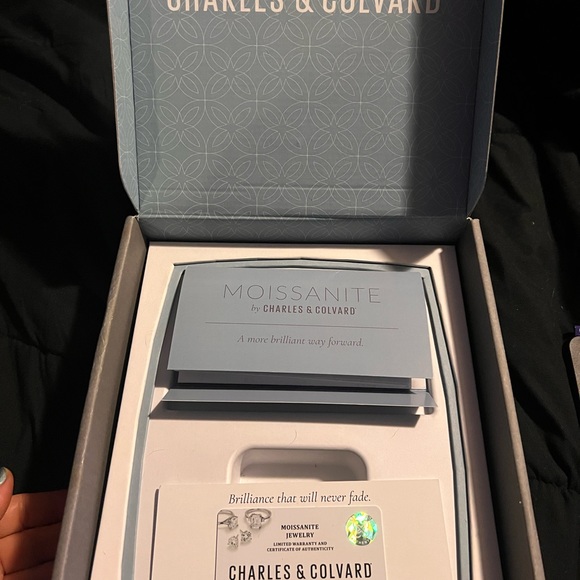 CHARLES & COLVARD
MOISSANITE
by CHARLES & COLVARD
A more brilliant way forward.
Brilliance that will never fade.
MOISSANITE
JEWELRY
LIMITED WARRANTY AND
CERTIFICATE OF AUTHENTICITY
CHARLES & COLVARD